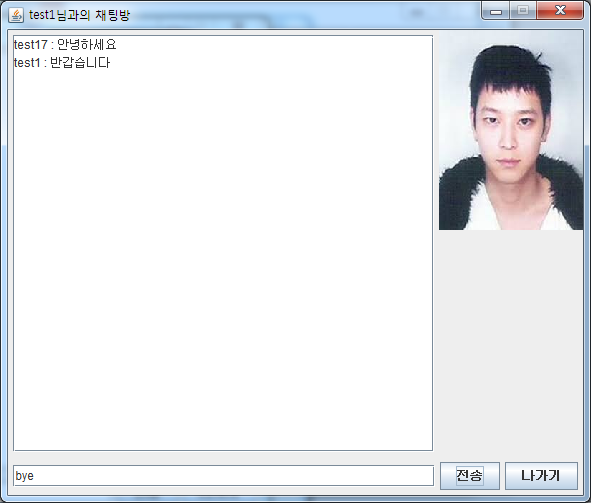 test1님과의 채팅방
test17 : 안녕하세요
test1 : 반갑습니다
bye
전송
나가기